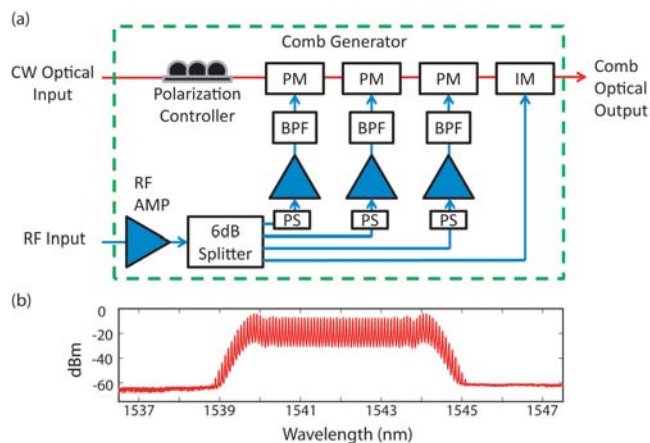 (a)
Comb Generator
CW Optical
Input
Polarization
Controller
PM
PM
PM
IM
Comb
Optical
Output
BPF
BPF
BPF
RF
AMP
PS
PS
PS
RF Input
6dB
Splitter
(b)
0
-20
-40
-60
dBm
1537
1539
1541
1543
1545
1547
Wavelength (nm)